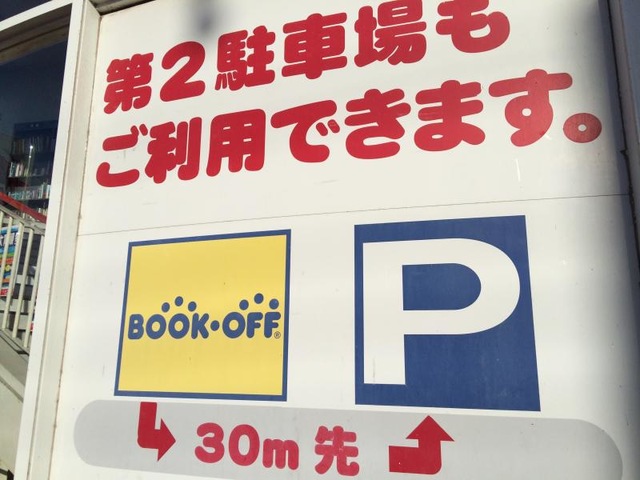 第2駐車場も
ご利用できます。
BOOK・OFF®
P
30m 先